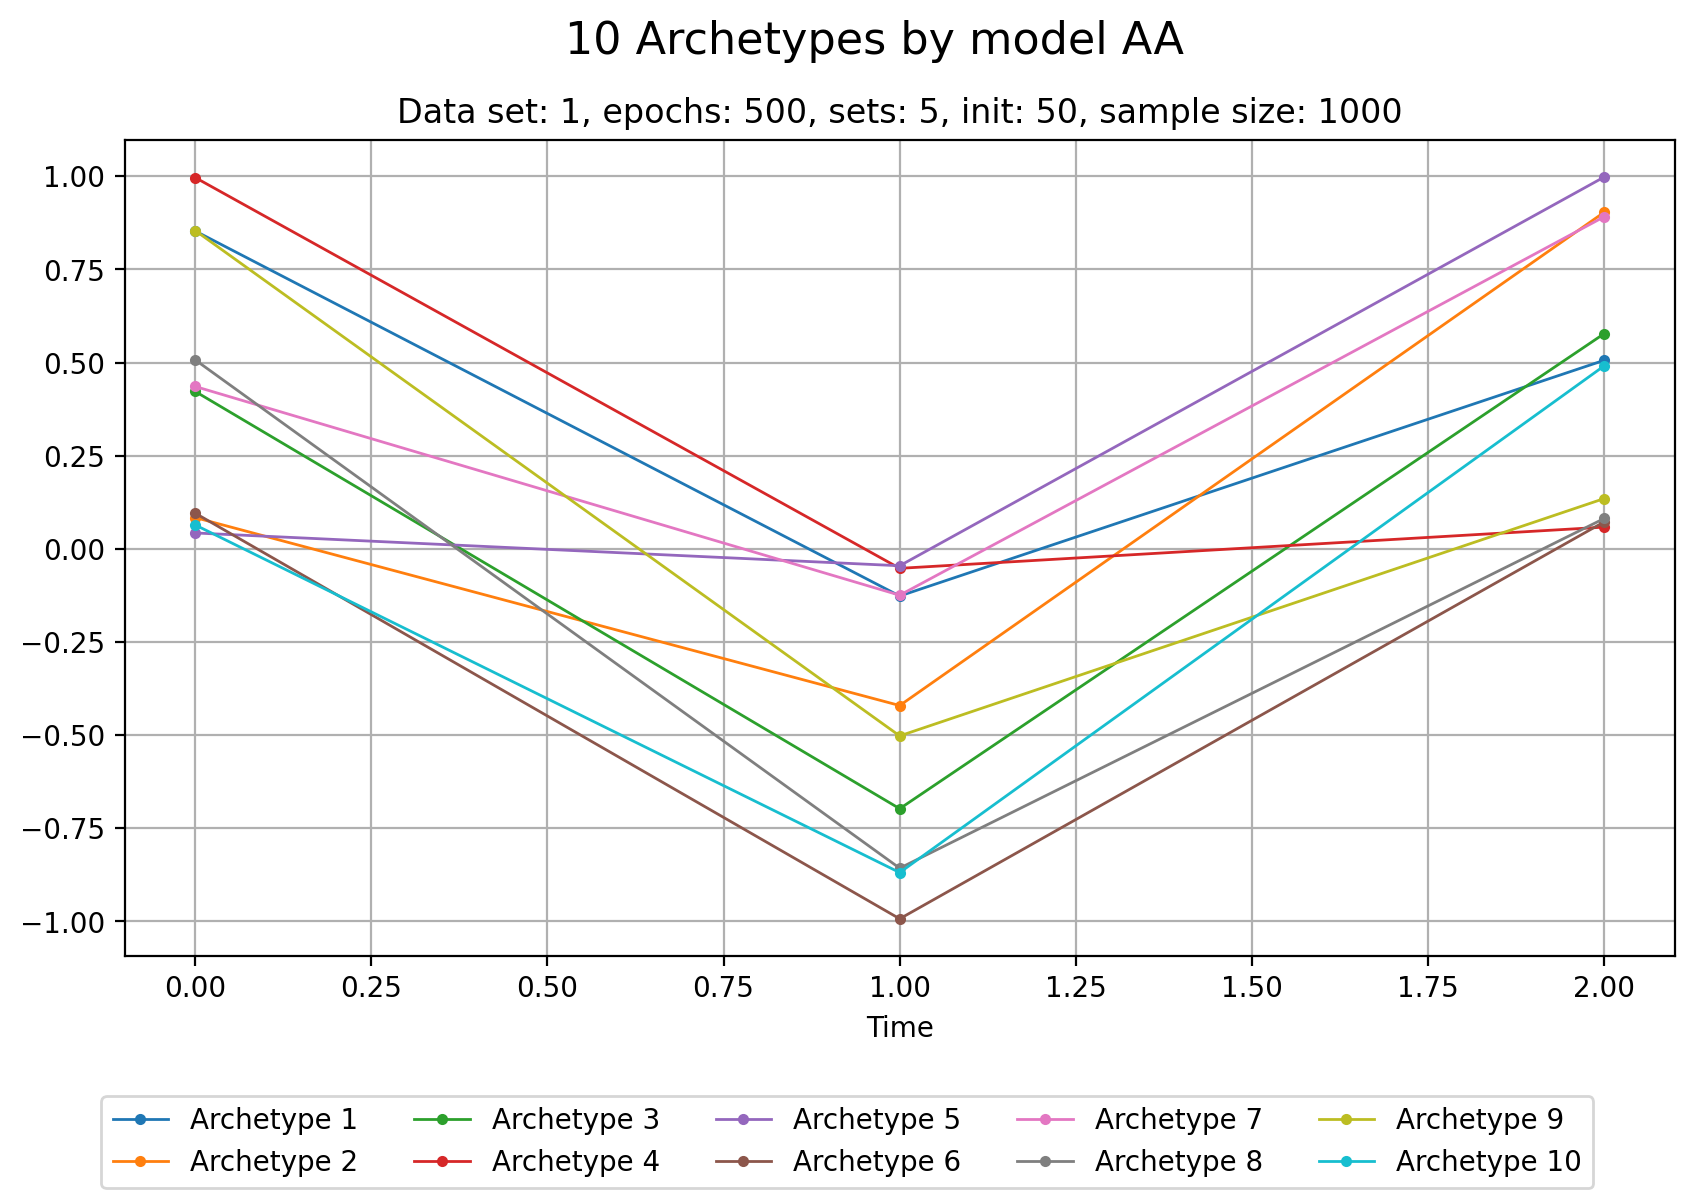 10 Archetypes by model AA
Data set: 1, epochs: 500, sets: 5, init: 50, sample size: 1000
1.00
0.75
0.50
0.25
0.00
−0.25
−0.50
−0.75
−1.00
0.00 0.25 0.50 0.75 1.00 1.25 1.50 1.75 2.00
Time
Archetype 1 Archetype 3 Archetype 5 Archetype 7 Archetype 9
Archetype 2 Archetype 4 Archetype 6 Archetype 8 Archetype 10